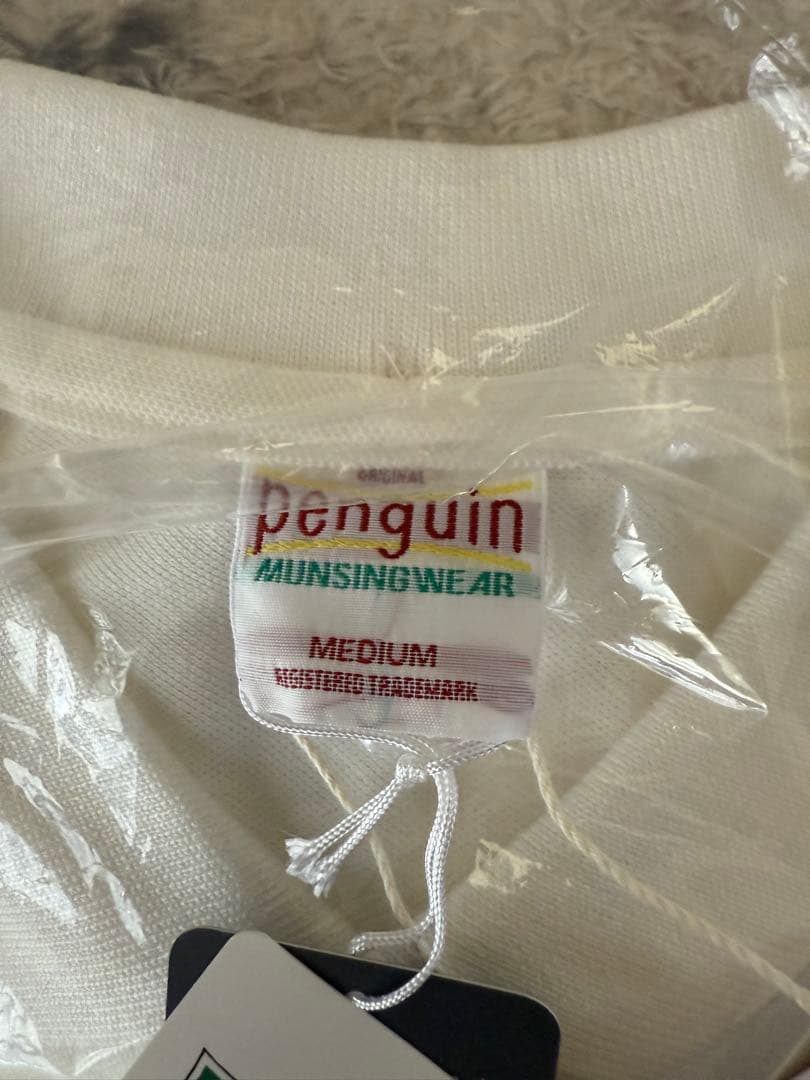 ORIGINAL
penguin
MUNSINGWEAR
MEDIUM
REGISTERED TRADEMARK